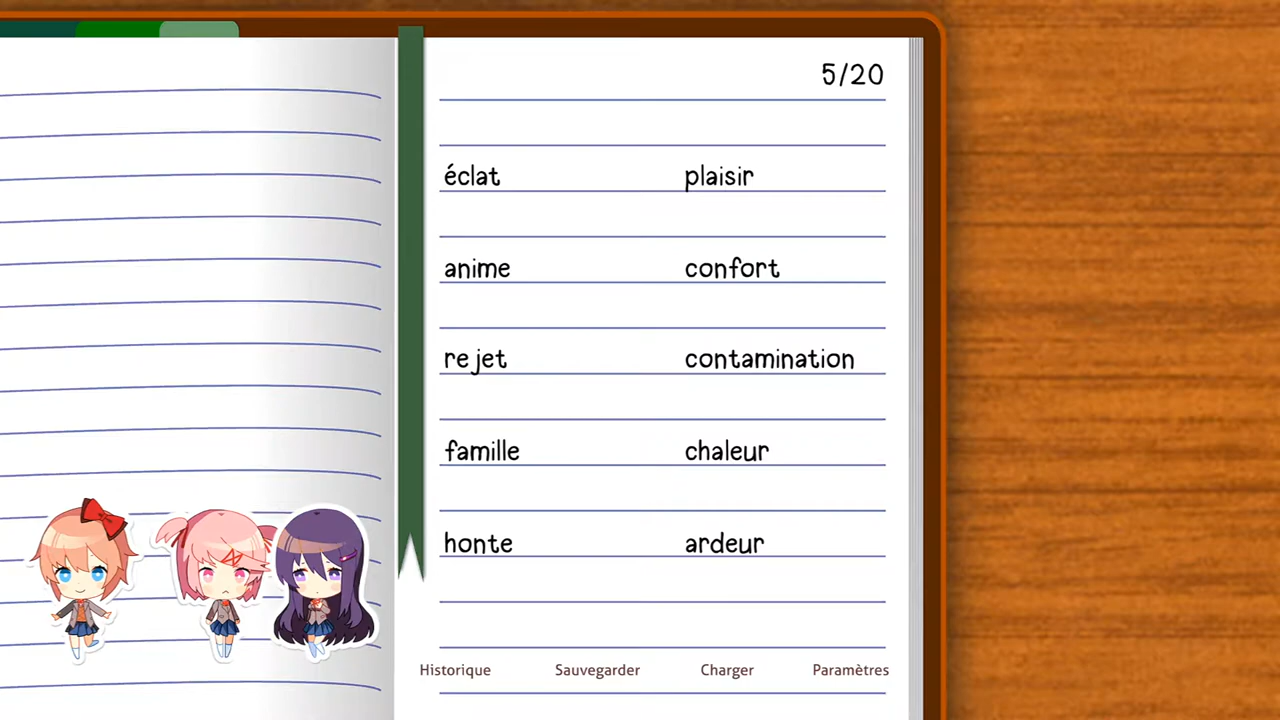 5/20
éclat plaisir
anime confort
rejet contamination
famille chaleur
honte ardeur
Historique Sauvegarder Charger Paramètres